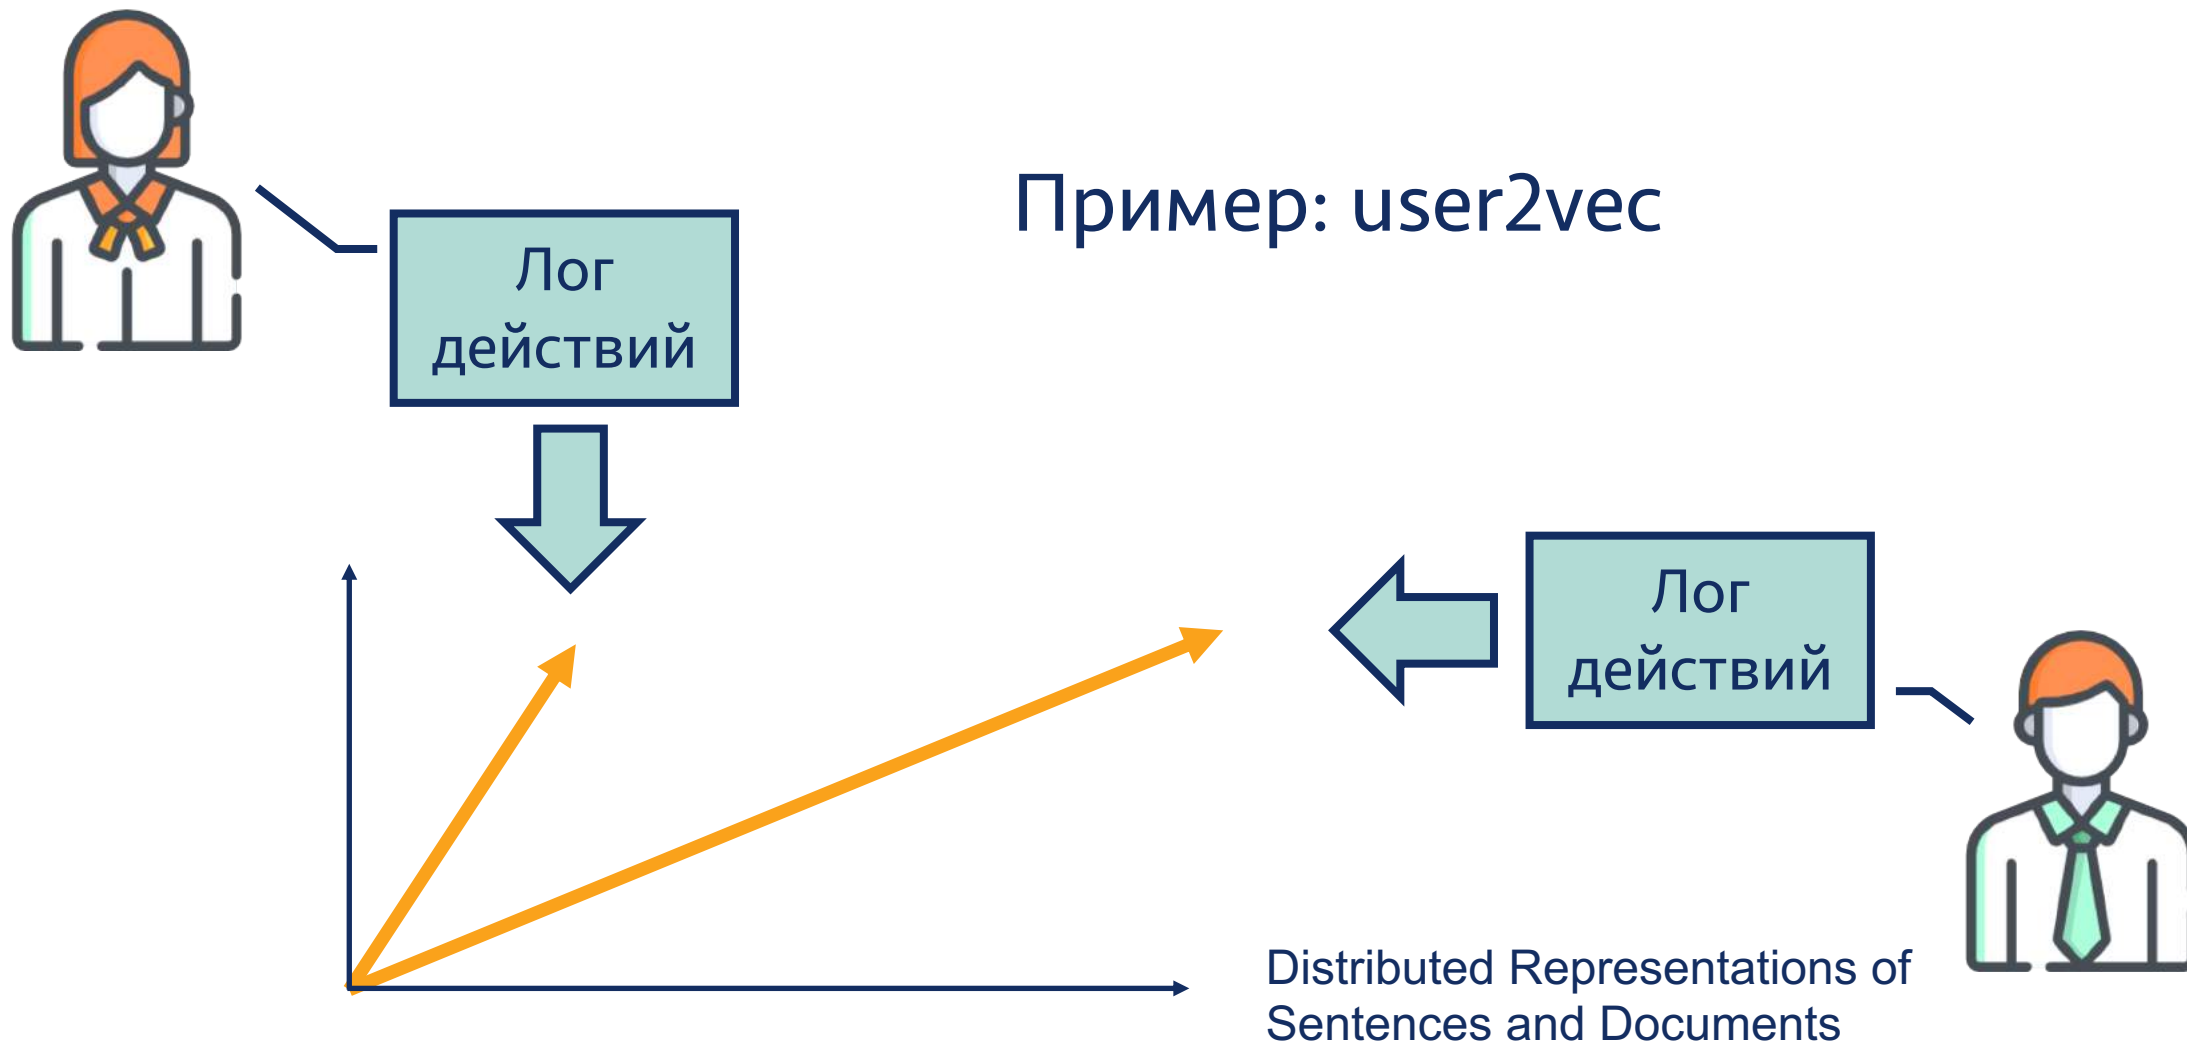 Пример: user2vec
Лог
действий
Лог
действий
Distributed Representations of
Sentences and Documents